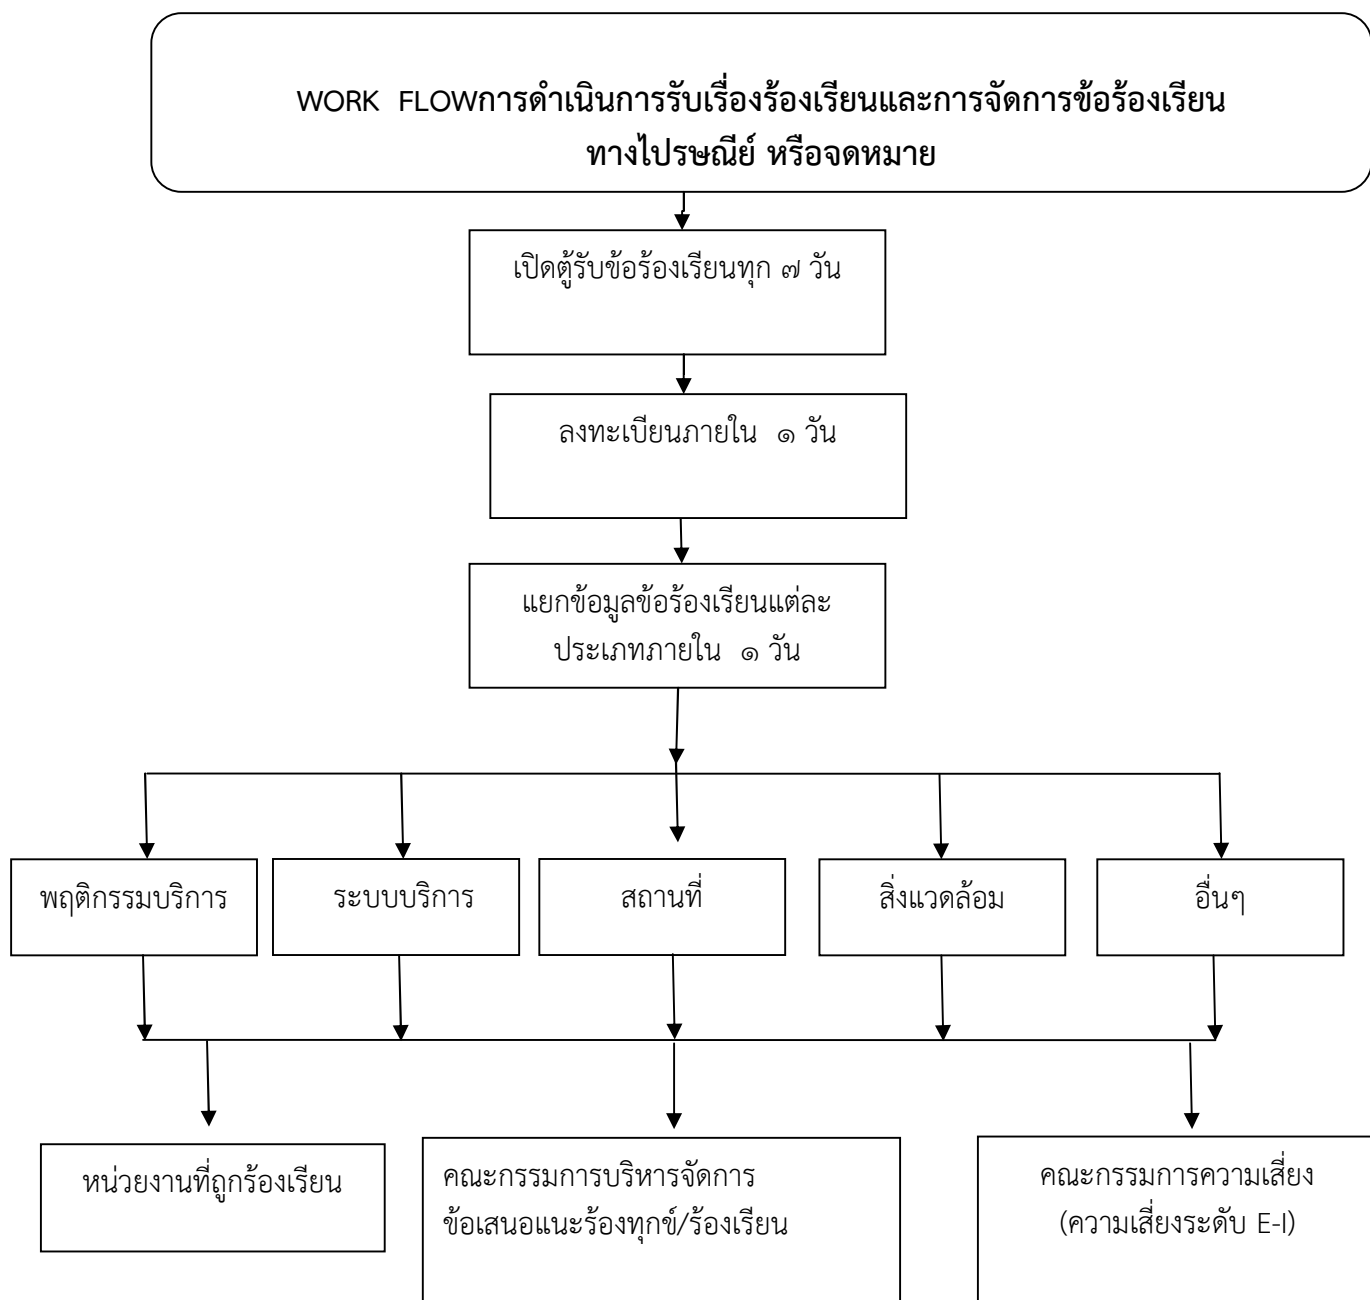 WORK FLOWการดำเนินการรับเรื่องร้องเรียนและการจัดการข้อร้องเรียน
ทางไปรษณีย์ หรือจดหมาย
เปิดตู้รับข้อร้องเรียนทุก ๗ วัน
ลงทะเบียนภายใน ๑ วัน
แยกข้อมูลข้อร้องเรียนแต่ละ
ประเภทภายใน ๑ วัน
พฤติกรรมบริการ
ระบบบริการ
สถานที่
สิ่งแวดล้อม
อื่นๆ
หน่วยงานที่ถูกร้องเรียน
คณะกรรมการบริหารจัดการ
ข้อเสนอแนะร้องทุกข์/ร้องเรียน
คณะกรรมการความเสี่ยง
(ความเสี่ยงระดับ E-I)